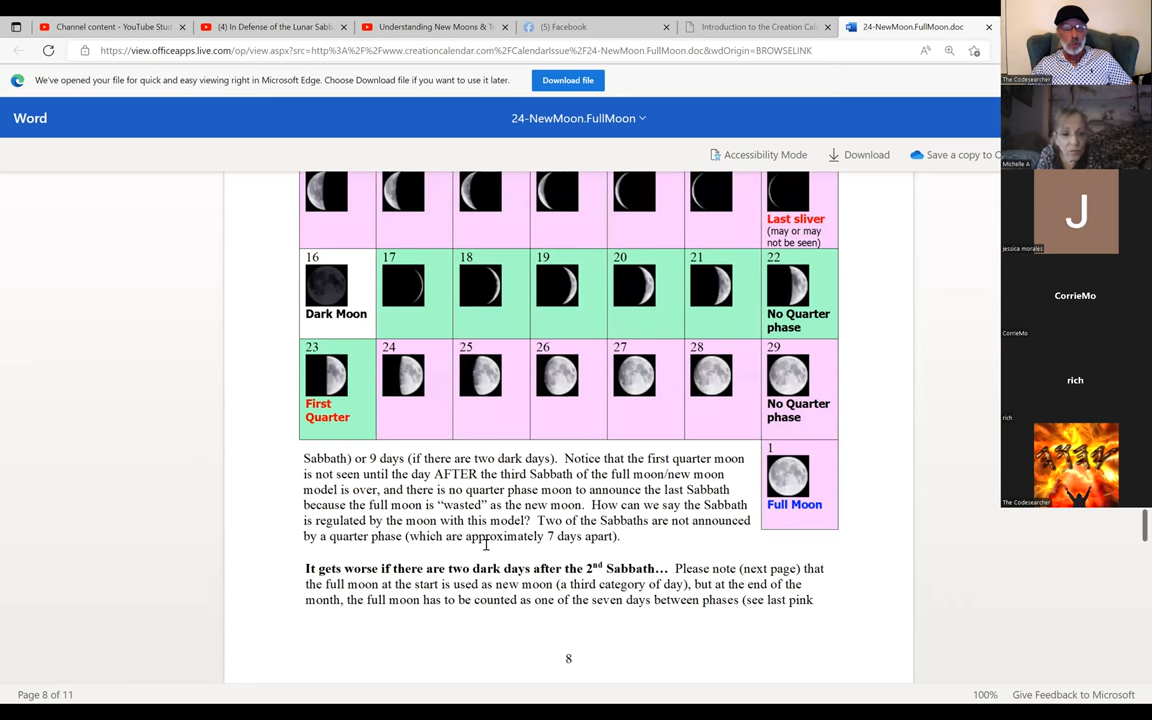 Channel content - YouTube Stud
(4) In Defense of the Lunar Sabb
Understanding New Moons & T
(5) Facebook
Introduction to the Creation Cale
24-NewMoon.FullMoon.doc
https://view.officeapps.live.com/op/view.aspx?src=http%3A%2F%2Fwww.creationcalendar.com%2FCalendarIssue%2F24-NewMoon.FullMoon.doc&wdOrigin=BROWSELINK
We've opened your file for quick and easy viewing right in Microsoft Edge. Choose Download file if you want to use it later.
Download file
Word
24-NewMoon.FullMoon
Accessibility Mode
Download
Save a copy to O
Last sliver
(may or may
not be seen)
16
17
18
19
20
21
22
Dark Moon
No Quarter
phase
23
24
25
26
27
28
29
First
Quarter
No Quarter
phase
1
Full Moon
Sabbath) or 9 days (if there are two dark days). Notice that the first quarter moon
is not seen until the day AFTER the third Sabbath of the full moon/new moon
model is over, and there is no quarter phase moon to announce the last Sabbath
because the full moon is “wasted” as the new moon. How can we say the Sabbath
is regulated by the moon with this model? Two of the Sabbaths are not announced
by a quarter phase (which are approximately 7 days apart).
It gets worse if there are two dark days after the 2nd Sabbath… Please note (next page) that
the full moon at the start is used as new moon (a third category of day), but at the end of the
month, the full moon has to be counted as one of the seven days between phases (see last pink
8
Page 8 of 11
100%
Give Feedback to Microsoft
The Codesearcher
Michelle A
J
jessica morales
CorrieMo
CorrieMo
rich
rich
The Codesearcher